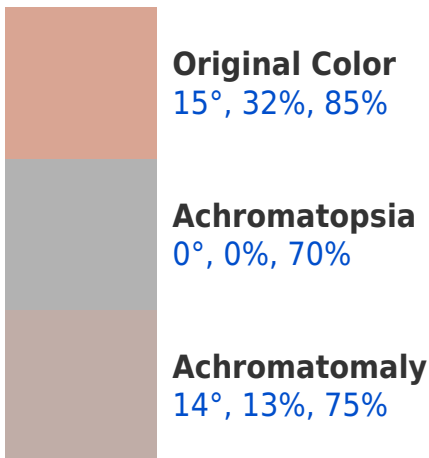 Original Color
15°, 32%, 85%
Achromatopsia
0°, 0%, 70%
Achromatomaly
14°, 13%, 75%